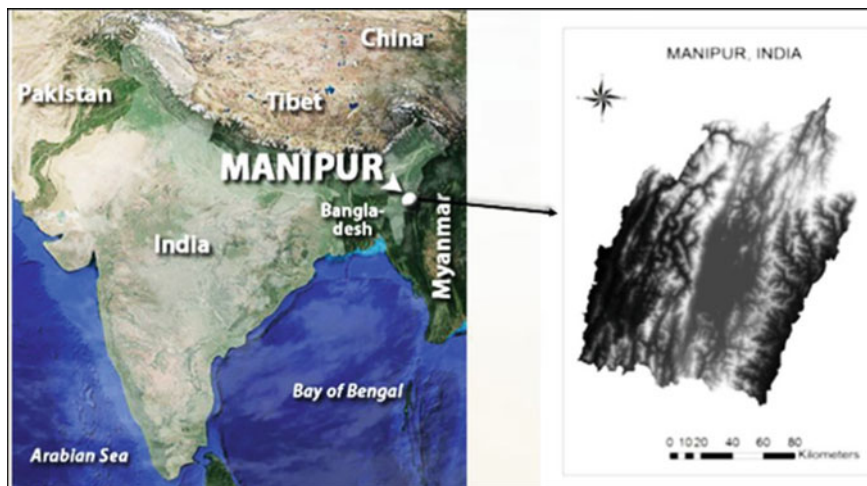 China
Pakistan
Tibet
MANIPUR
Bangla-
desh
India
Myanmar
Bay of Bengal
Arabian Sea
MANIPUR, INDIA
0 10 20 40 60 80
Kilometers